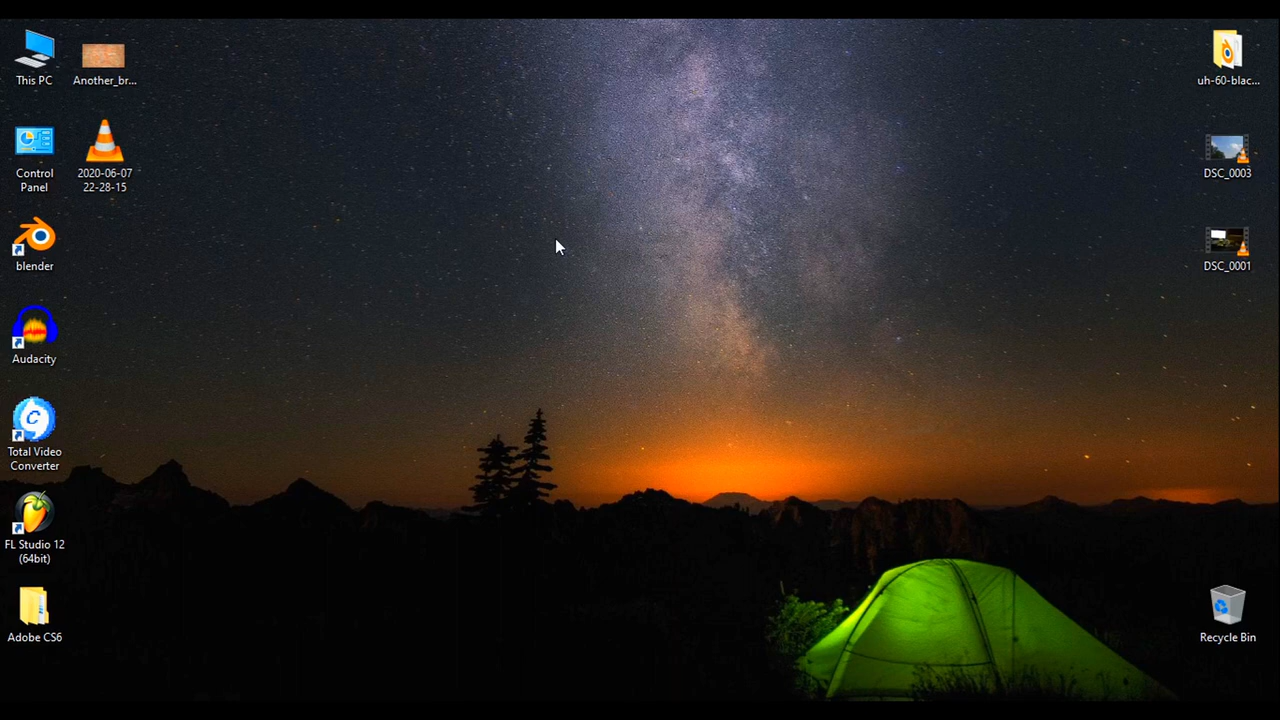 This PC
Another_br...
Control
Panel
2020-06-07
22-28-15
blender
Audacity
Total Video
Converter
FL Studio 12
(64bit)
Adobe CS6
uh-60-blac...
DSC_0003
DSC_0001
Recycle Bin